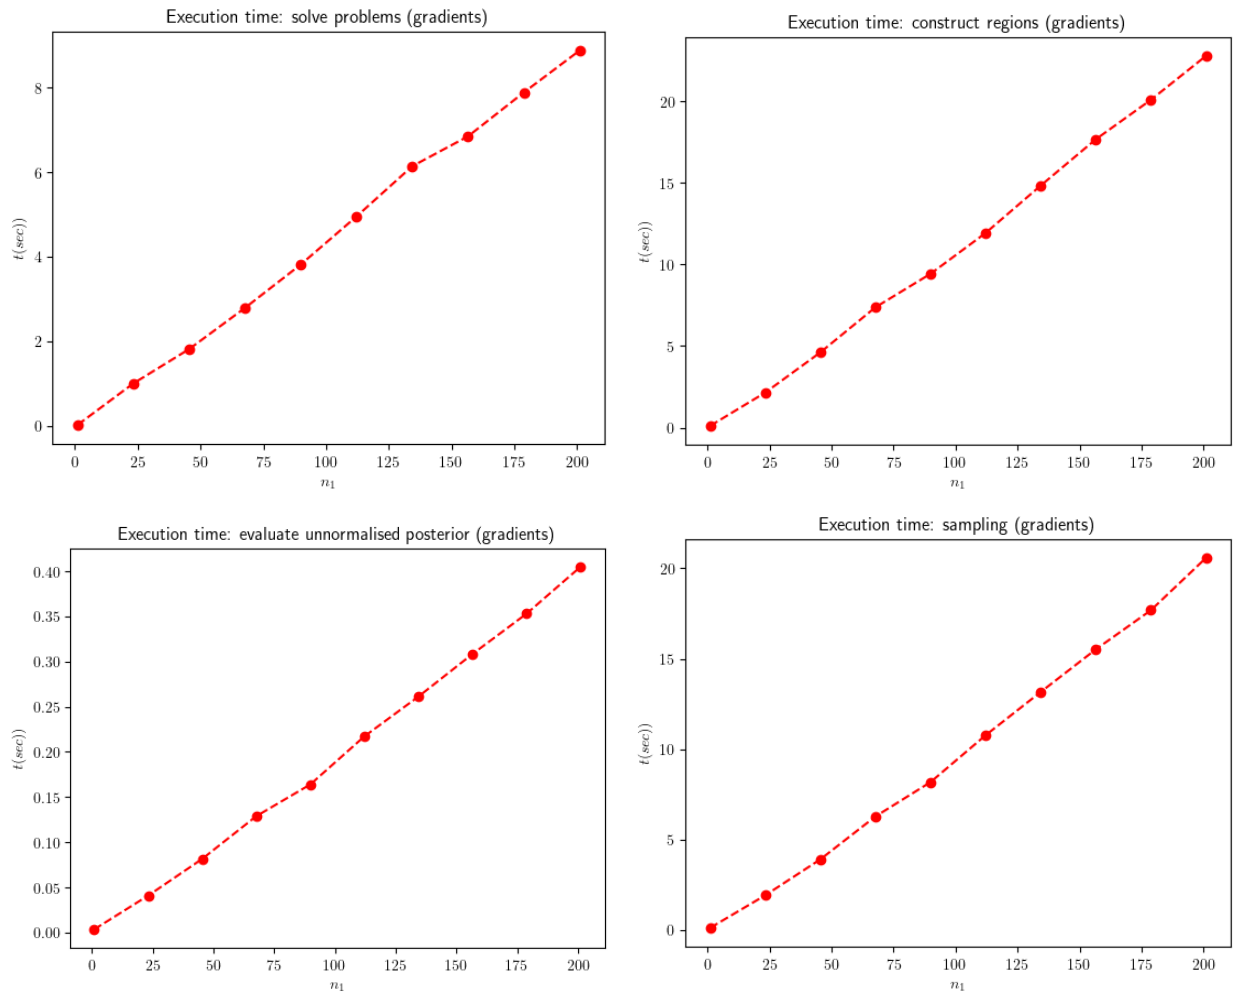 Execution time: solve problems (gradients)
8
6
4
2
0
t(sec))
0 25 50 75 100 125 150 175 200
n1
Execution time: construct regions (gradients)
20
15
10
5
0
t(sec))
0 25 50 75 100 125 150 175 200
n1
Execution time: evaluate unnormalised posterior (gradients)
0.40
0.35
0.30
0.25
0.20
0.15
0.10
0.05
0.00
t(sec))
0 25 50 75 100 125 150 175 200
n1
Execution time: sampling (gradients)
20
15
10
5
0
t(sec))
0 25 50 75 100 125 150 175 200
n1